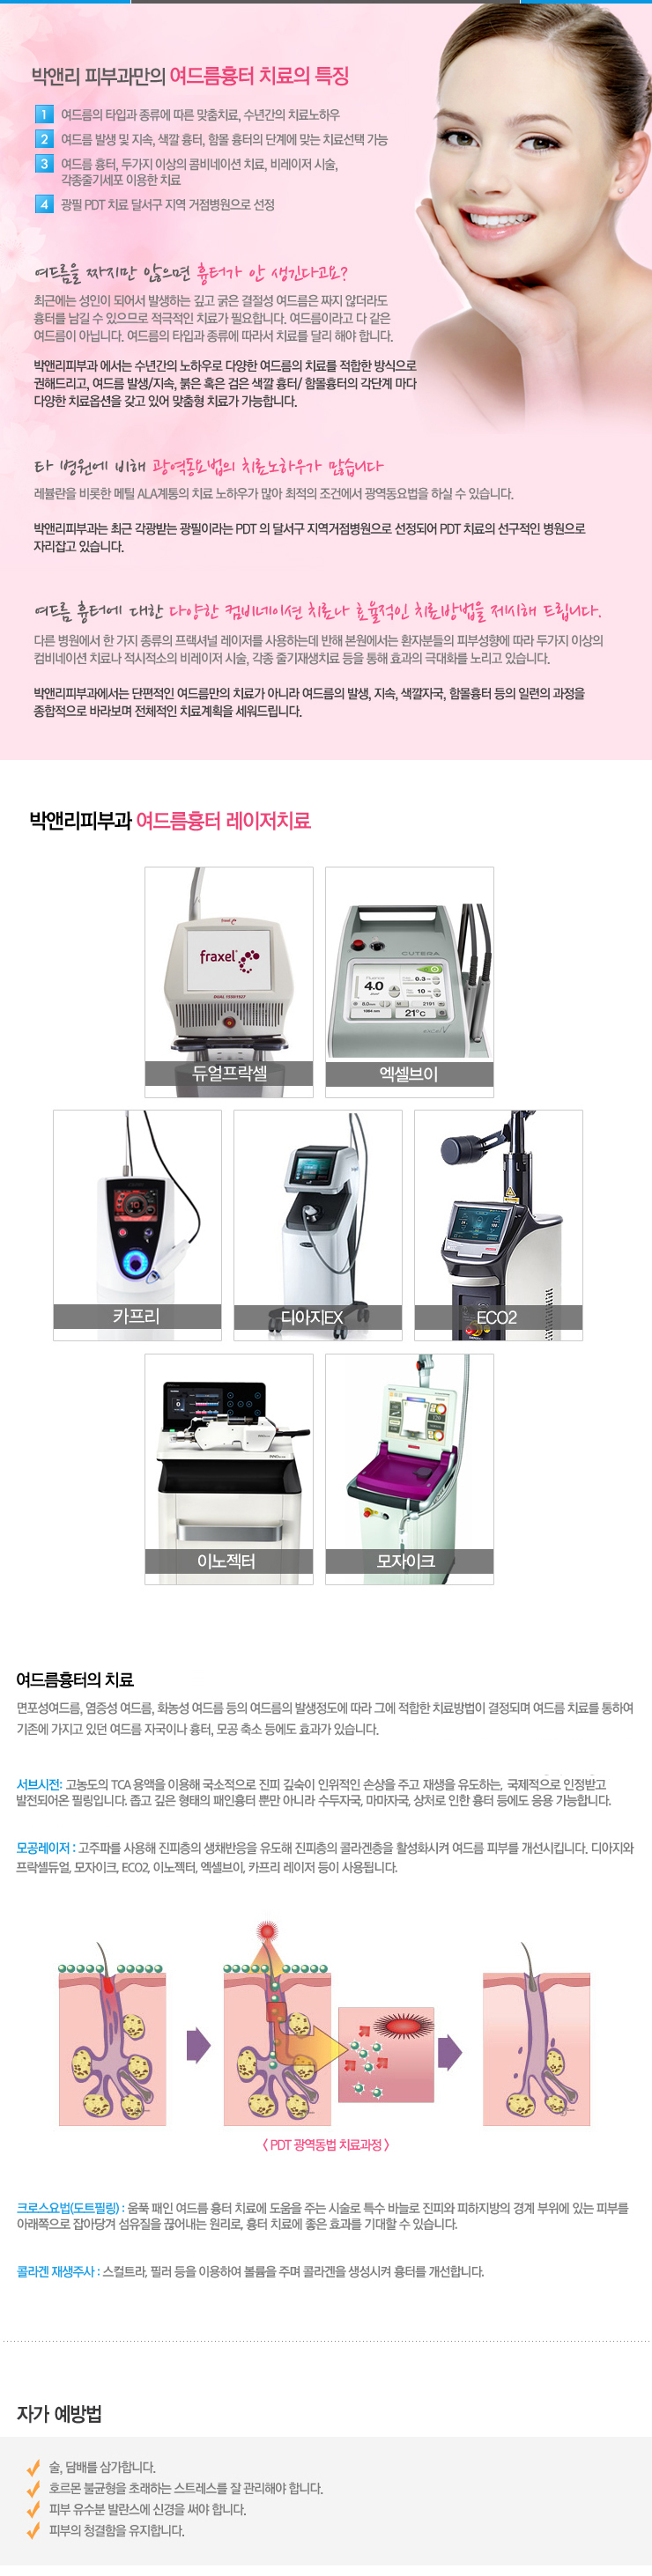 박앤리 피부과만의 여드름흉터 치료의 특징
1 여드름의 타입과 종류에 따른 맞춤치료, 수년간의 치료노하우
2 여드름 발생 및 지속, 색깔 흉터, 함몰 흉터의 단계에 맞는 치료선택 가능
3 여드름 흉터, 두가지 이상의 콤비네이션 치료, 비레이저 시술,
각종줄기세포 이용한 치료
4 광필 PDT 치료 달서구 지역 거점병원으로 선정
여드름을 짜지만 않으면 흉터가 안 생긴다고요?
최근에는 성인이 되어서 발생하는 깊고 굵은 결절성 여드름은 짜지 않더라도
흉터를 남길 수 있으므로 적극적인 치료가 필요합니다. 여드름이라고 다 같은
여드름이 아닙니다. 여드름의 타입과 종류에 따라서 치료를 달리 해야 합니다.
박앤리피부과 에서는 수년간의 노하우로 다양한 여드름의 치료를 적합한 방식으로
권해드리고, 여드름 발생/지속, 붉은 혹은 검은 색깔 흉터/ 함몰흉터의 각단계 마다
다양한 치료옵션을 갖고 있어 맞춤형 치료가 가능합니다.
타 병원에 비해 광역동요법의 치료노하우가 많습니다
레뷸란을 비롯한 메틸 ALA계통의 치료 노하우가 많아 최적의 조건에서 광역동요법을 하실 수 있습니다.
박앤리피부과는 최근 각광받는 광필이라는 PDT 의 달서구 지역거점병원으로 선정되어 PDT 치료의 선구적인 병원으로
자리잡고 있습니다.
여드름 흉터에 대한 다양한 컴비네이션 치료나 효율적인 치료방법을 제시해 드립니다.
다른 병원에서 한 가지 종류의 프랙셔널 레이저를 사용하는데 반해 본원에서는 환자분들의 피부성향에 따라 두가지 이상의
컴비네이션 치료나 적시적소의 비레이저 시술, 각종 줄기재생치료 등을 통해 효과의 극대화를 노리고 있습니다.
박앤리피부과에서는 단편적인 여드름만의 치료가 아니라 여드름의 발생, 지속, 색깔자국, 함몰흉터 등의 일련의 과정을
종합적으로 바라보며 전체적인 치료계획을 세워드립니다.
박앤리피부과 여드름흉터 레이저치료
fraxel
fraxel
DUAL 1550/1927
듀얼프락셀
CUTERA
Fluence
4.0
0.3
10
21°C
엑셀브이
10
카프리
디아지EX
ECO2
이노젝터
모자이크
여드름흉터의 치료
면포성여드름, 염증성 여드름, 화농성 여드름 등의 여드름의 발생정도에 따라 그에 적합한 치료방법이 결정되며 여드름 치료를 통하여
기존에 가지고 있던 여드름 자국이나 흉터, 모공 축소 등에도 효과가 있습니다.
서브시전: 고농도의 TCA 용액을 이용해 국소적으로 진피 깊숙이 인위적인 손상을 주고 재생을 유도하는, 국제적으로 인정받고
발전되어온 필링입니다. 좁고 깊은 형태의 패인흉터 뿐만 아니라 수두자국, 마마자국, 상처로 인한 흉터 등에도 응용 가능합니다.
모공레이저 : 고주파를 사용해 진피층의 생채반응을 유도해 진피층의 콜라겐층을 활성화시켜 여드름 피부를 개선시킵니다. 디아지와
프락셀듀얼, 모자이크, ECO2, 이노젝터, 엑셀브이, 카프리 레이저 등이 사용됩니다.
< PDT 광역동법 치료과정 >
크로스요법(도트필링) : 움푹 패인 여드름 흉터 치료에 도움을 주는 시술로 특수 바늘로 진피와 피하지방의 경계 부위에 있는 피부를
아래쪽으로 잡아당겨 섬유질을 끊어내는 원리로, 흉터 치료에 좋은 효과를 기대할 수 있습니다.
콜라겐 재생주사 : 스컬트라, 필러 등을 이용하여 볼륨을 주며 콜라겐을 생성시켜 흉터를 개선합니다.
자가 예방법
술, 담배를 삼가합니다.
호르몬 불균형을 초래하는 스트레스를 잘 관리해야 합니다.
피부 유수분 발란스에 신경을 써야 합니다.
피부의 청결함을 유지합니다.